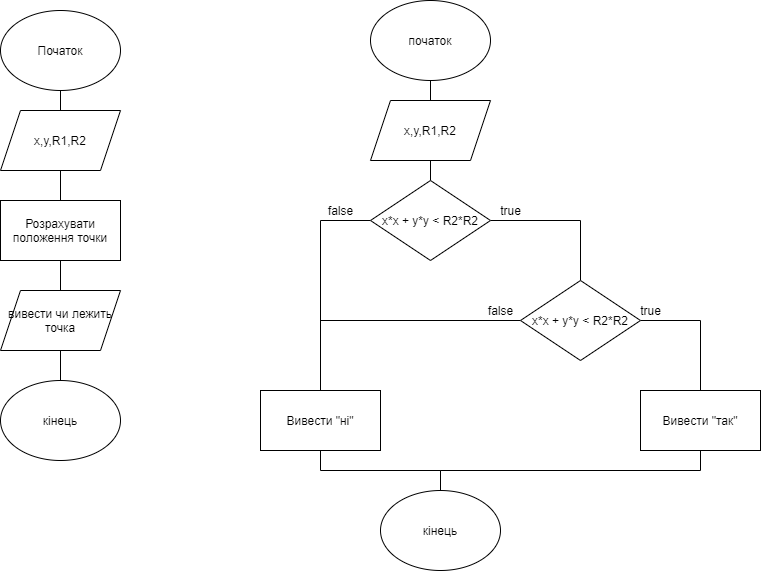 Початок
x,y,R1,R2
Розрахувати
положення точки
вивести чи лежить
точка
кінець
початок
x,y,R1,R2
false
x*x + y*y < R2*R2
true
false
x*x + y*y < R2*R2
true
Вивести "ні"
Вивести "так"
кінець